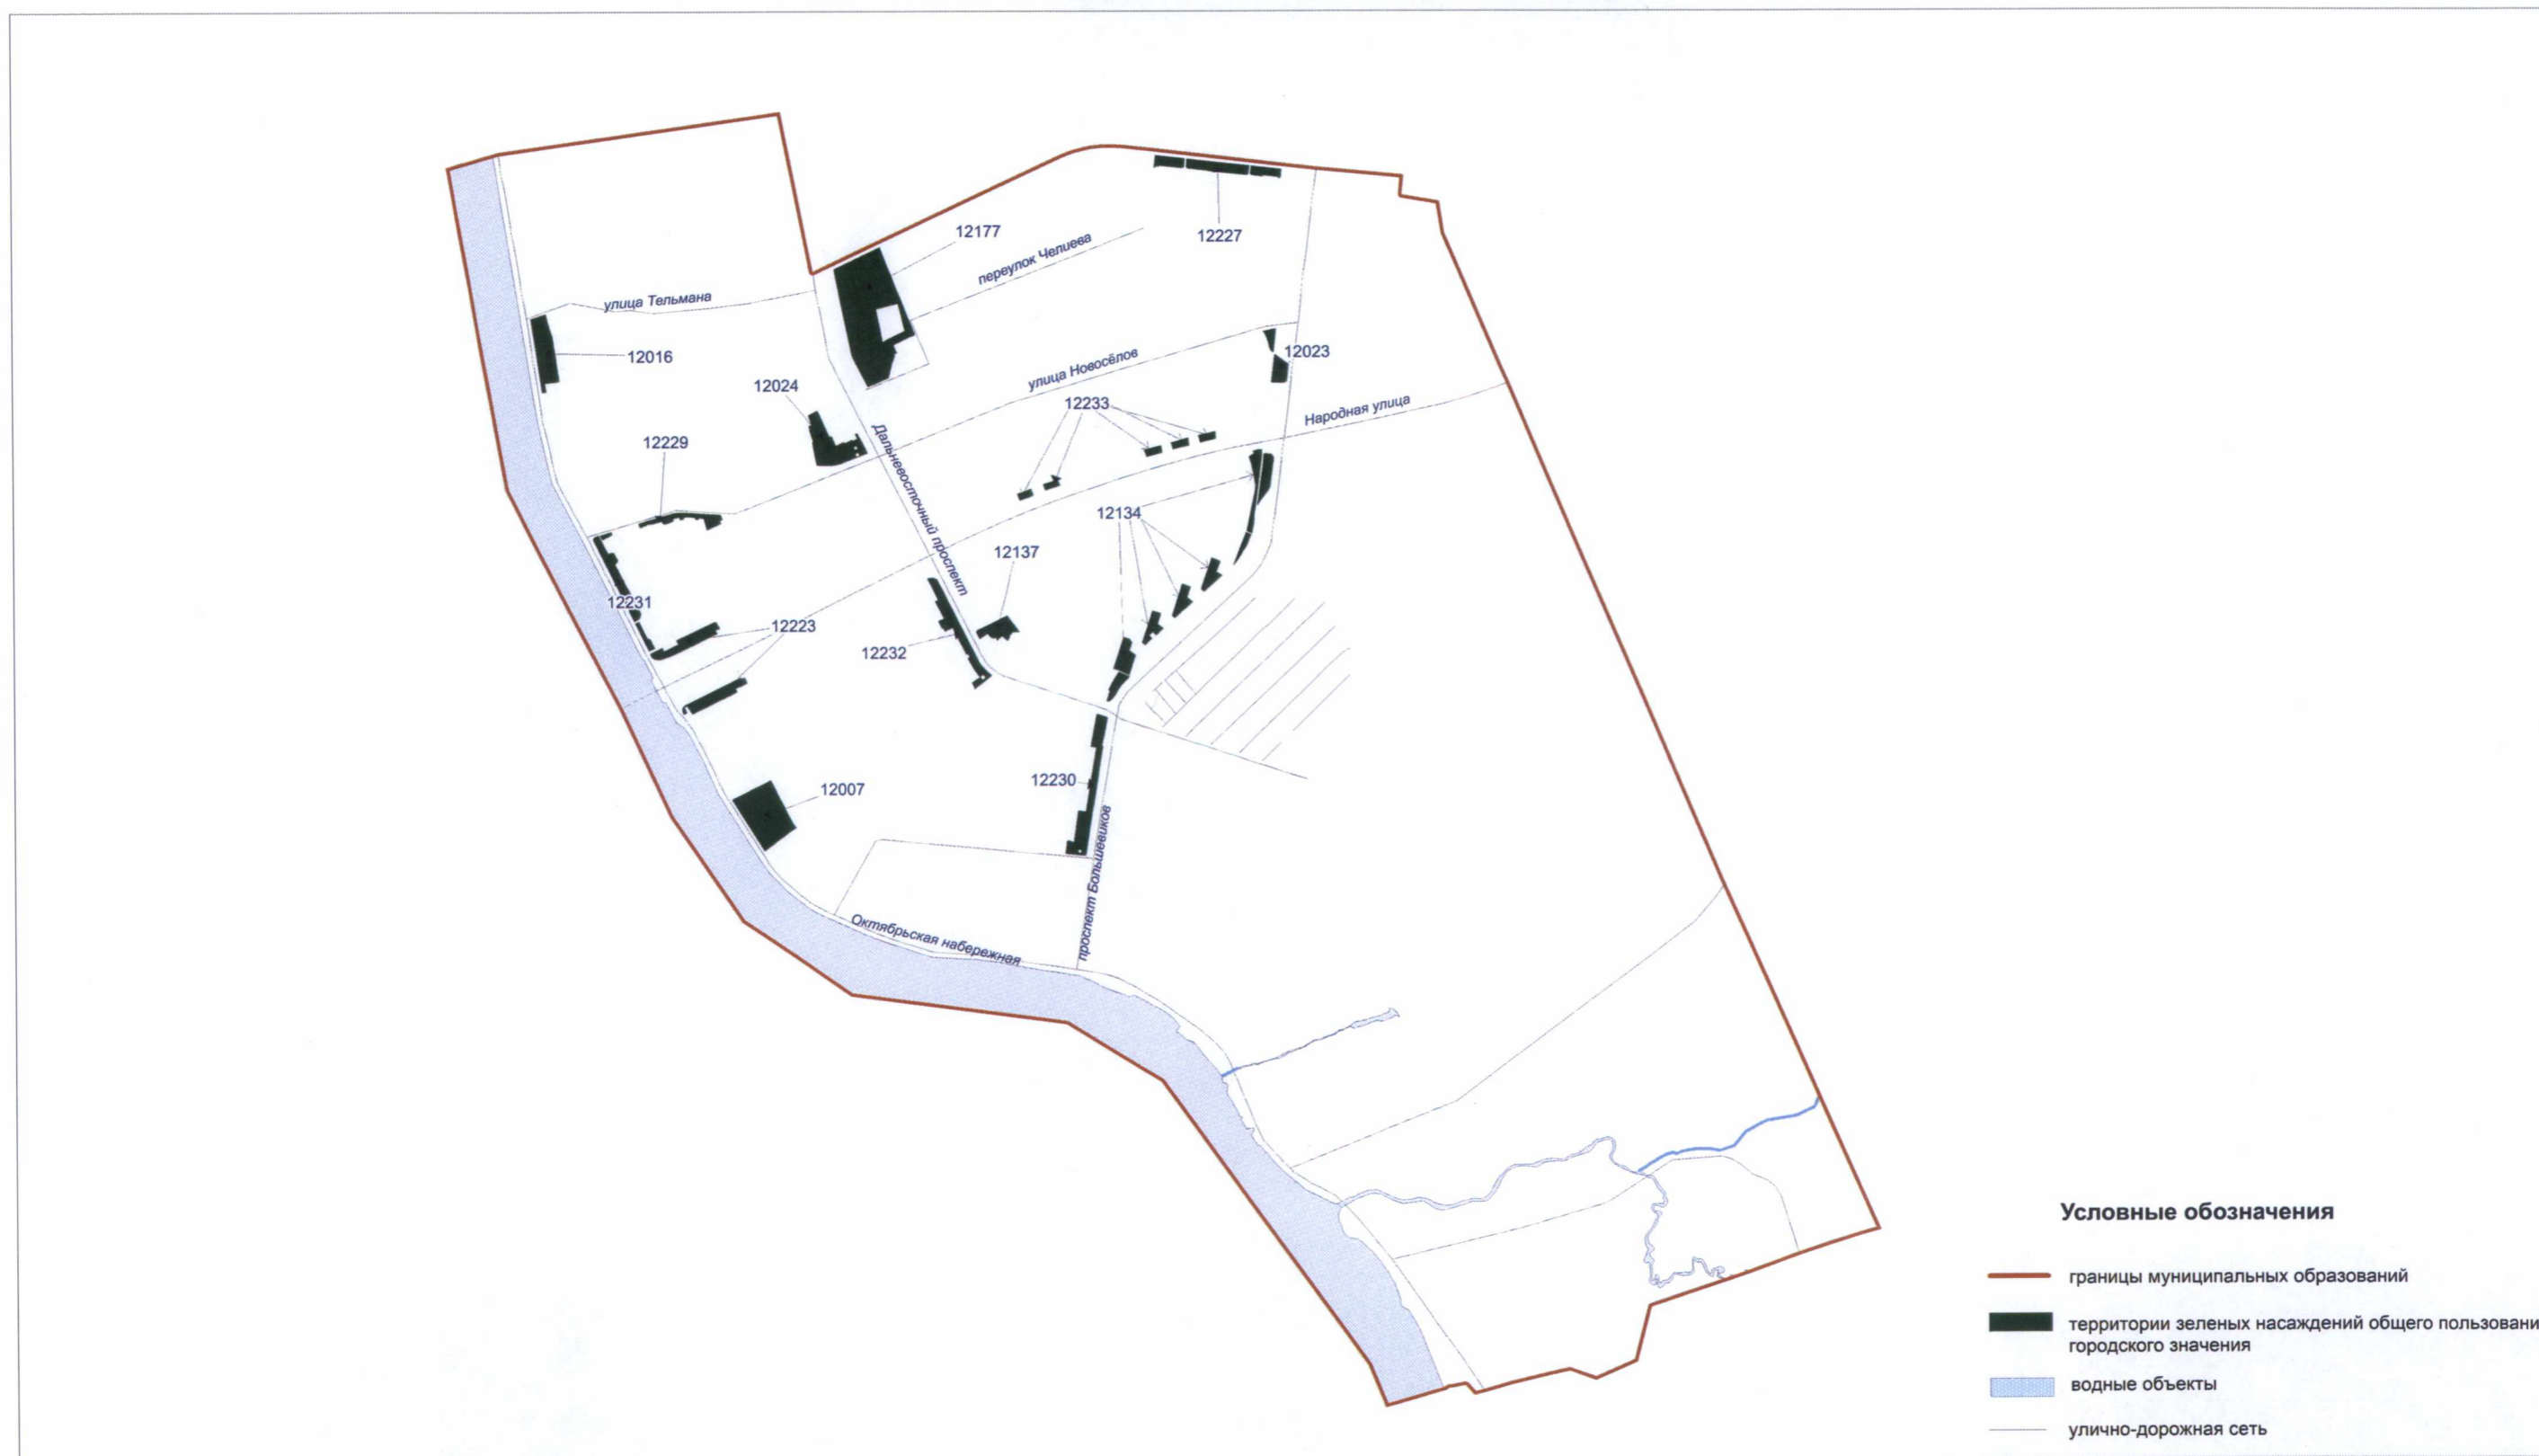 12177
переулок Челиева
12227
улица Тельмана
12016
12023
12024
улица Новосёлов
12233
Народная улица
12229
Дальневосточный проспект
12134
12137
12231
12223
12232
12230
12007
проспект Большевиков
Октябрьская набережная
Условные обозначения
границы муниципальных образований
территории зеленых насаждений общего пользовани
городского значения
водные объекты
улично-дорожная сеть